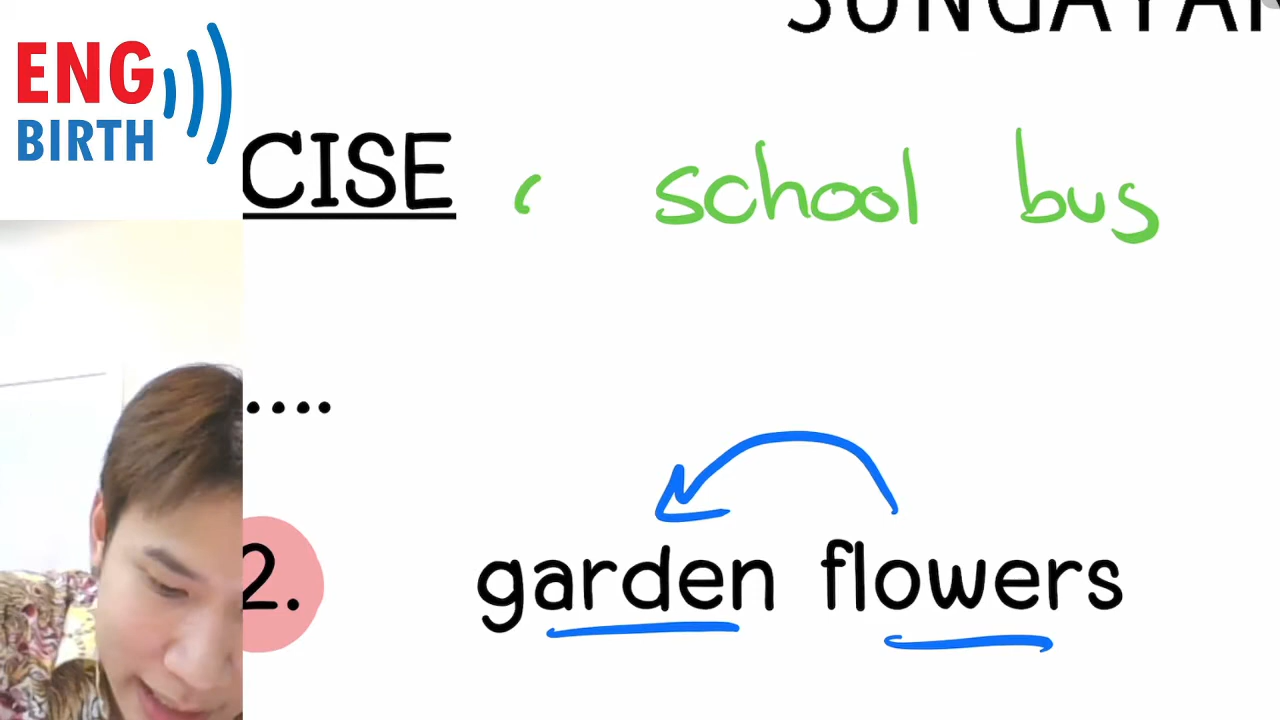 ENG
BIRTH
CISE school bus
....
2. garden flowers